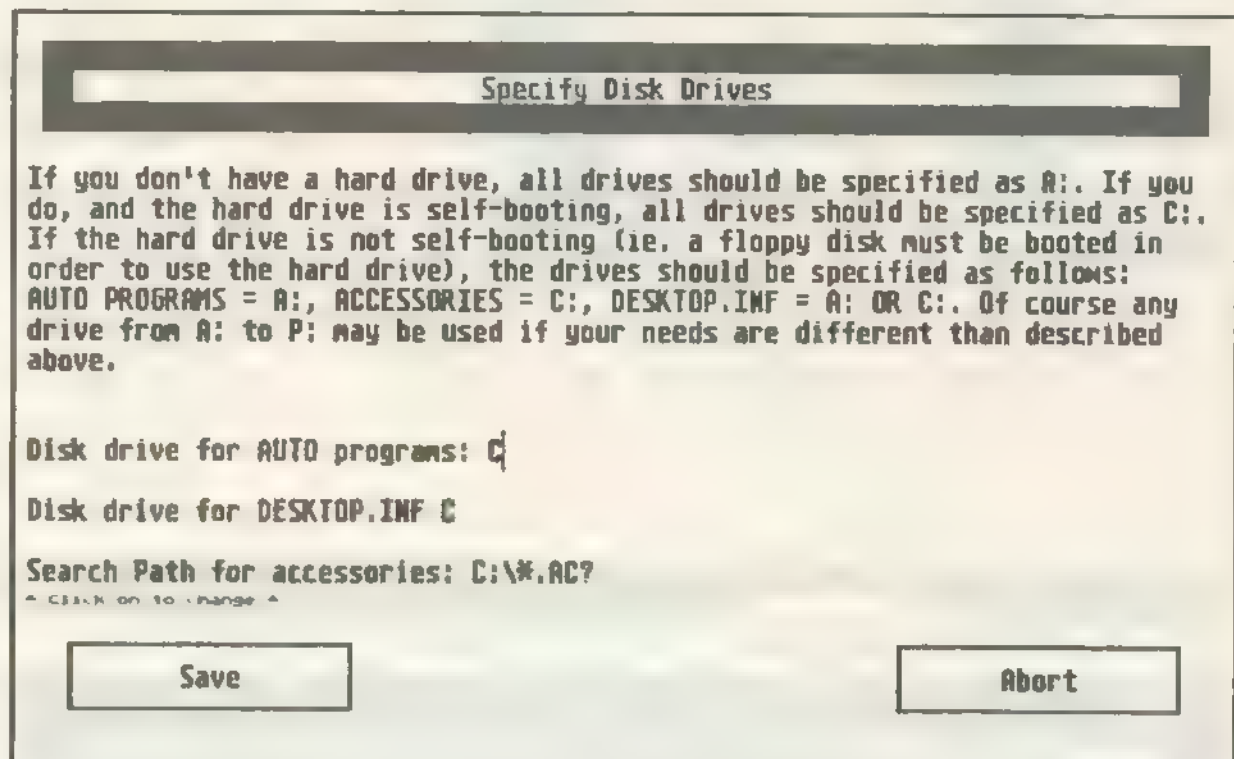 Specify Disk Drives
If you don't have a hard drive, all drives should be specified as A:. If you
do, and the hard drive is self-booting, all drives should be specified as C:.
If the hard drive is not self-booting (ie. a floppy disk must be booted in
order to use the hard drive), the drives should be specified as follows:
AUTO PROGRAMS = A:, ACCESSORIES = C:, DESKTOP.INF = A: OR C:. Of course any
drive from A: to P: may be used if your needs are different than described
above.
Disk drive for AUTO programs: C
Disk drive for DESKTOP.INF C
Search Path for accessories: C:\*.AC?
^ Click on to change ^
Save
Abort